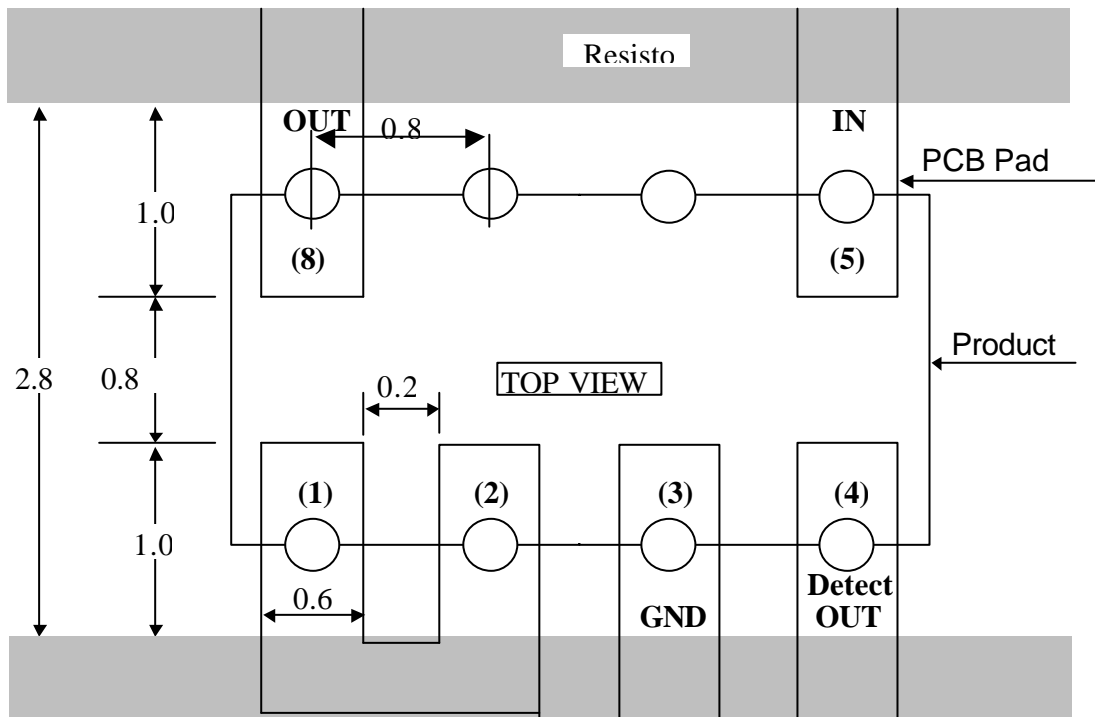 Resisto
OUT
0.8
IN
PCB Pad
1.0
(8)
(5)
2.8
0.8
Product
TOP VIEW
0.2
(1)
(2)
(3)
(4)
1.0
0.6
Detect
GND
OUT